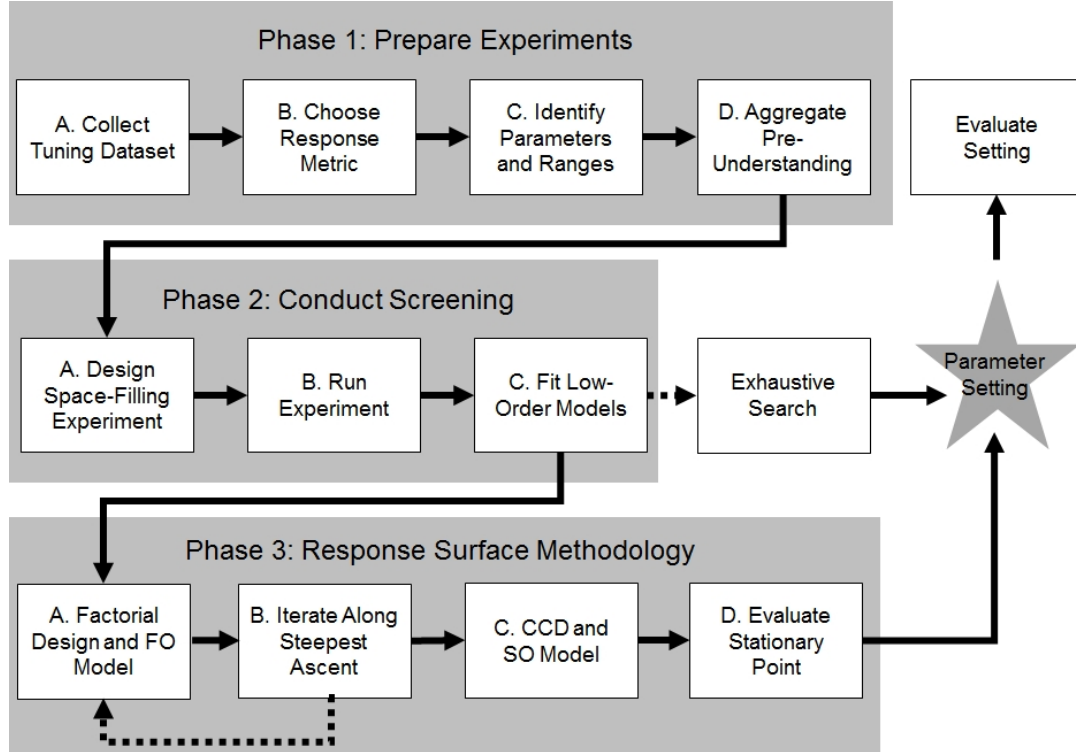 Phase 1: Prepare Experiments
A. Collect
Tuning Dataset
B. Choose
Response
Metric
C. Identify
Parameters
and Ranges
D. Aggregate
Pre-
Understanding
Evaluate
Setting
Phase 2: Conduct Screening
A. Design
Space-Filling
Experiment
B. Run
Experiment
C. Fit Low-
Order Models
Exhaustive
Search
Parameter
Setting
Phase 3: Response Surface Methodology
A. Factorial
Design and FO
Model
B. Iterate Along
Steepest
Ascent
C. CCD and
SO Model
D. Evaluate
Stationary
Point